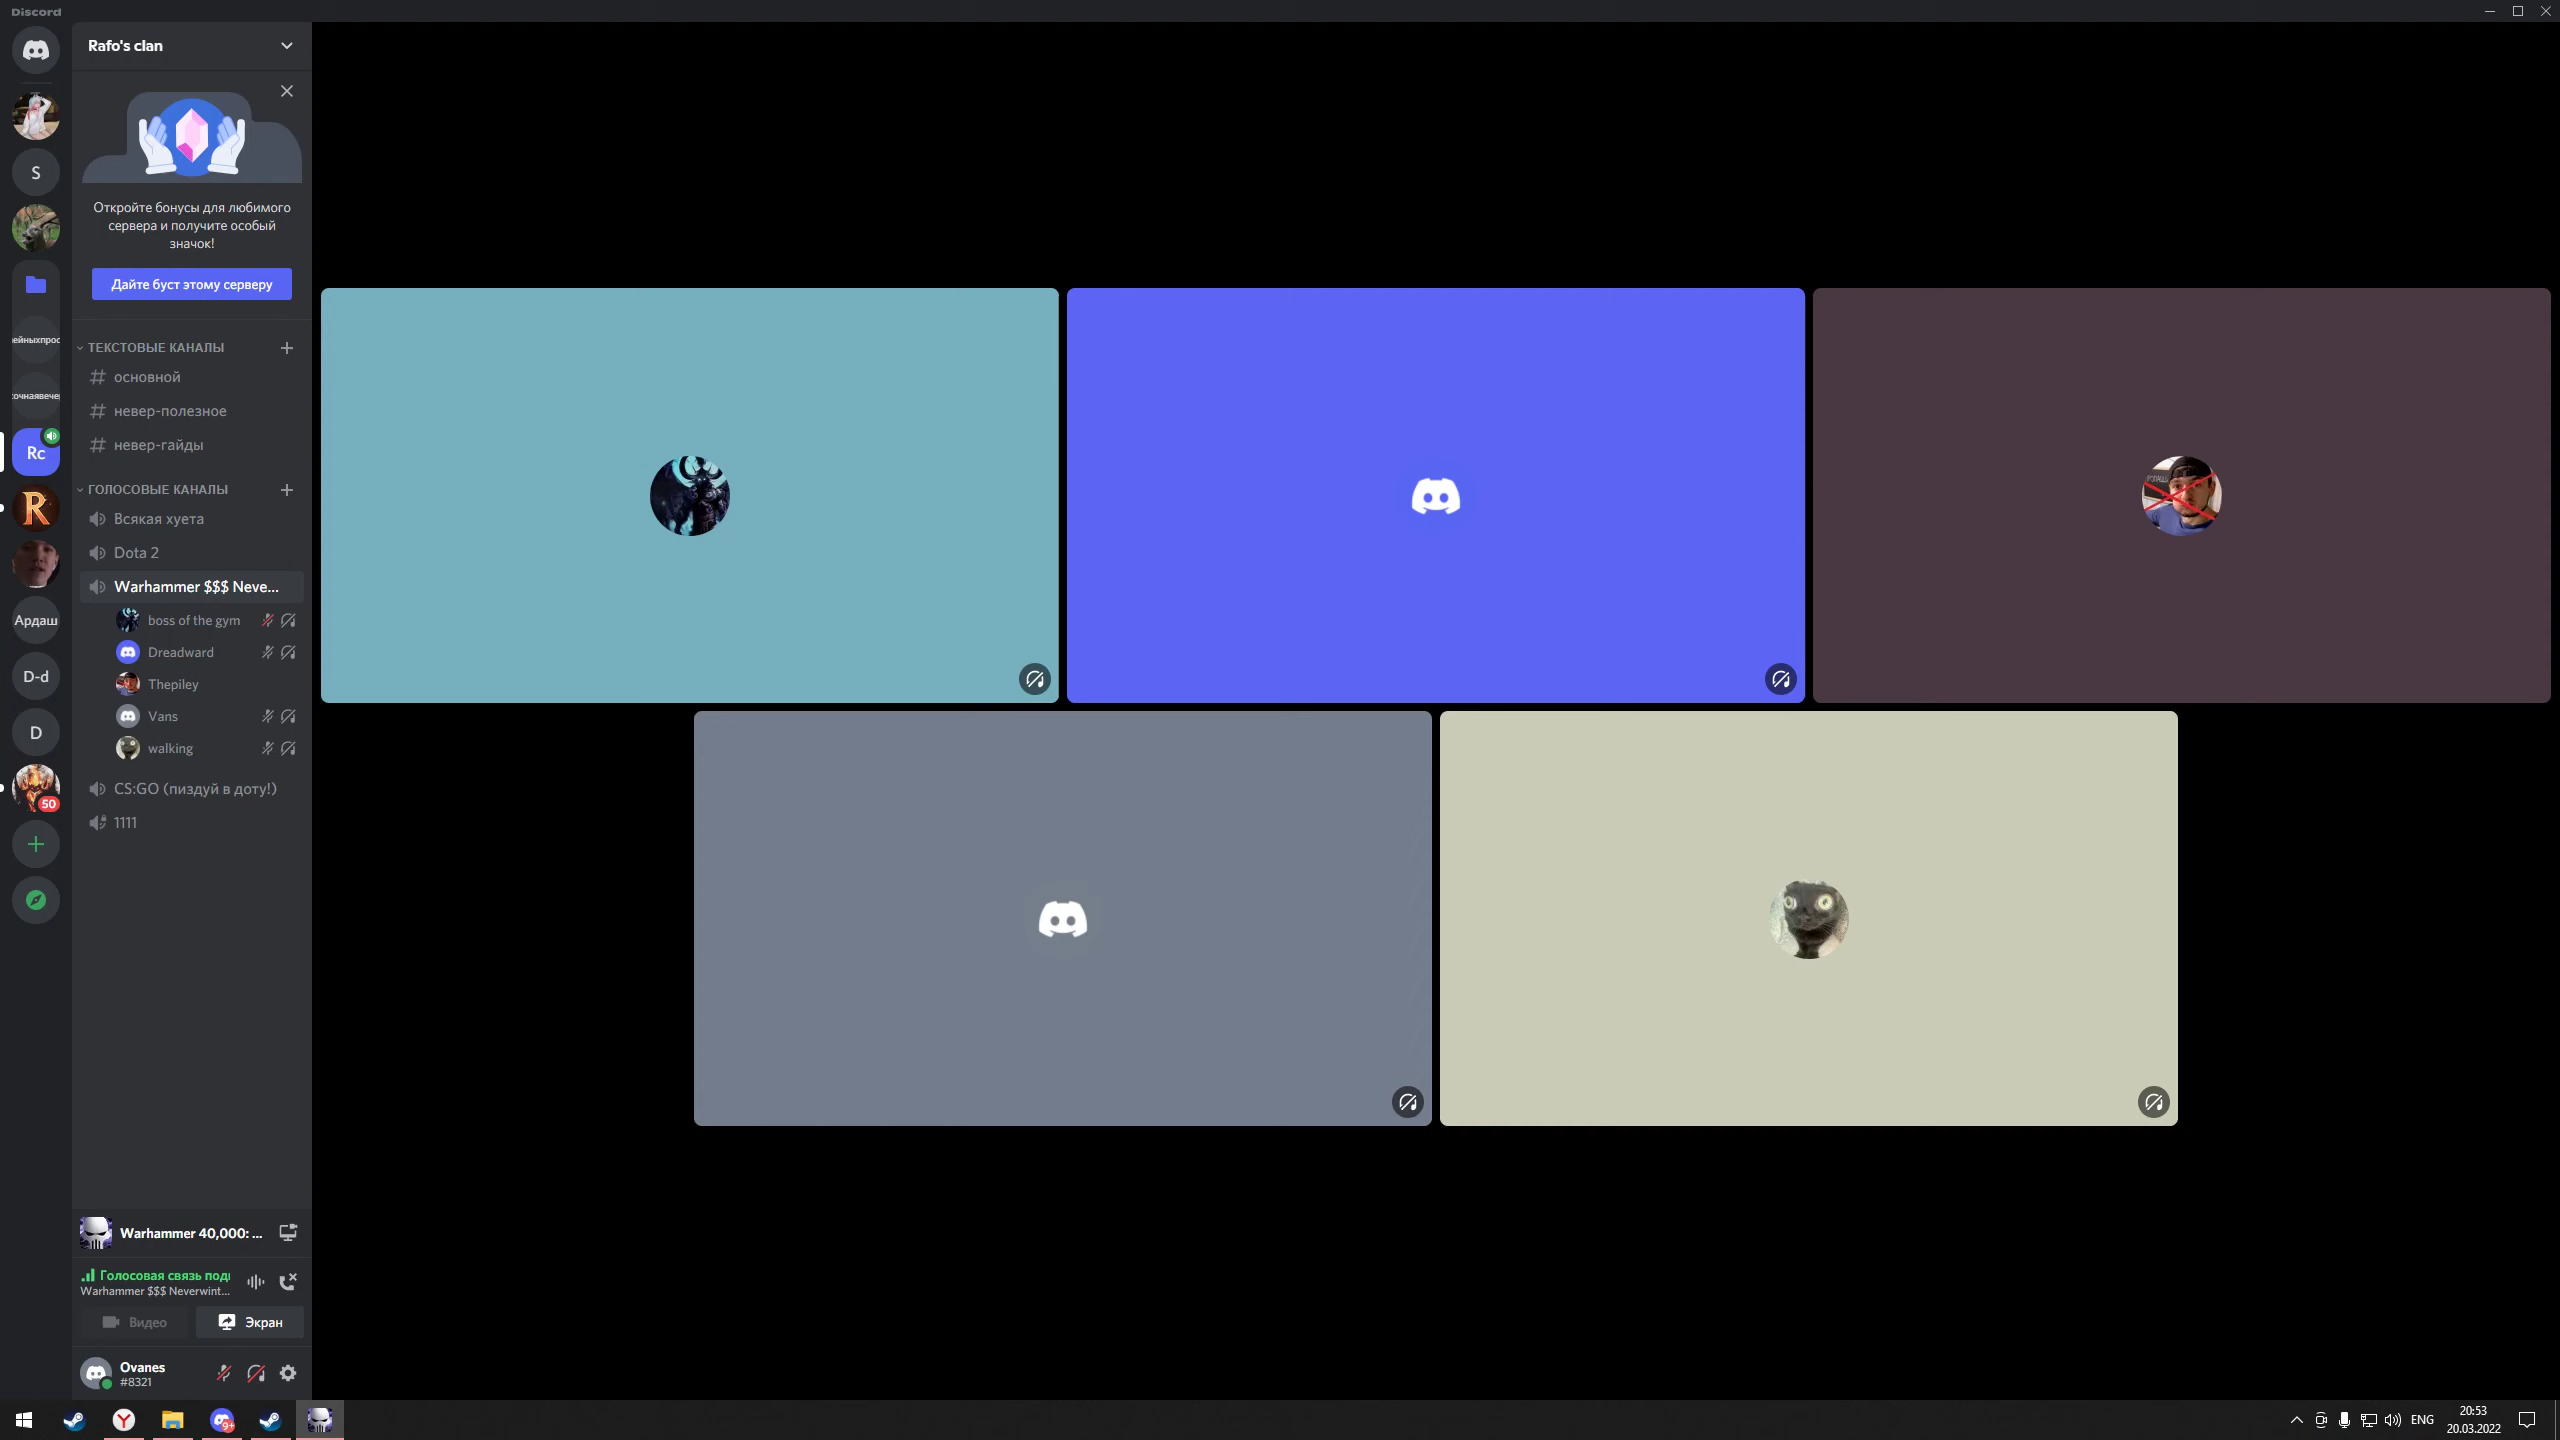 Discord
Rafo's clan
Откройте бонусы для любимого
сервера и получите особый
значок!
Дайте буст этому серверу
ТЕКСТОВЫЕ КАНАЛЫ
основной
невер-полезное
невер-гайды
ГОЛОСОВЫЕ КАНАЛЫ
Всякая хуета
Dota 2
Warhammer $$$ Neve...
boss of the gym
Dreadward
Thepiley
Vans
walking
CS:GO (пиздуй в доту!)
1111
S
ейныхпрос
очнаявече
Rc
R
Ардаш
D-d
D
50
Warhammer 40,000: ...
Голосовая связь под
Warhammer $$$ Neverwint...
Видео
Экран
Ovanes
#8321
9+
ENG
20:53
20.03.2022